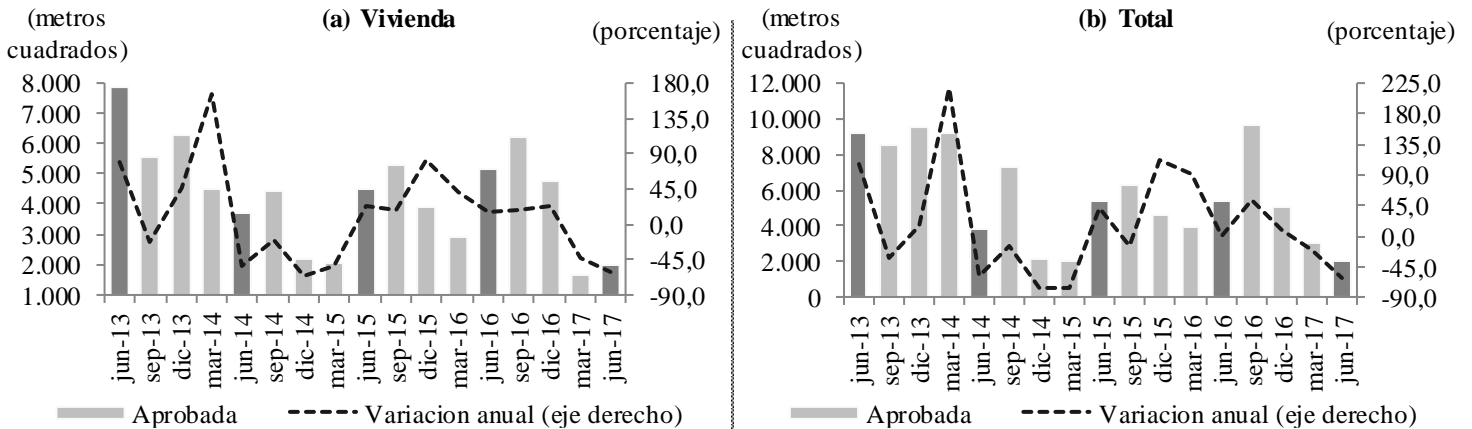 (metros
cuadrados)
(a) Vivienda
(porcentaje)
8.000
7.000
6.000
5.000
4.000
3.000
2.000
1.000
180,0
135,0
90,0
45,0
0,0
-45,0
-90,0
jun-13
sep-13
dic-13
mar-14
jun-14
sep-14
dic-14
mar-15
jun-15
sep-15
dic-15
mar-16
jun-16
sep-16
dic-16
mar-17
jun-17
Aprobada
Variacion anual (eje derecho)
(metros
cuadrados)
(b) Total
(porcentaje)
12.000
10.000
8.000
6.000
4.000
2.000
0
225,0
180,0
135,0
90,0
45,0
0,0
-45,0
-90,0
jun-13
sep-13
dic-13
mar-14
jun-14
sep-14
dic-14
mar-15
jun-15
sep-15
dic-15
mar-16
jun-16
sep-16
dic-16
mar-17
jun-17
Aprobada
Variacion anual (eje derecho)